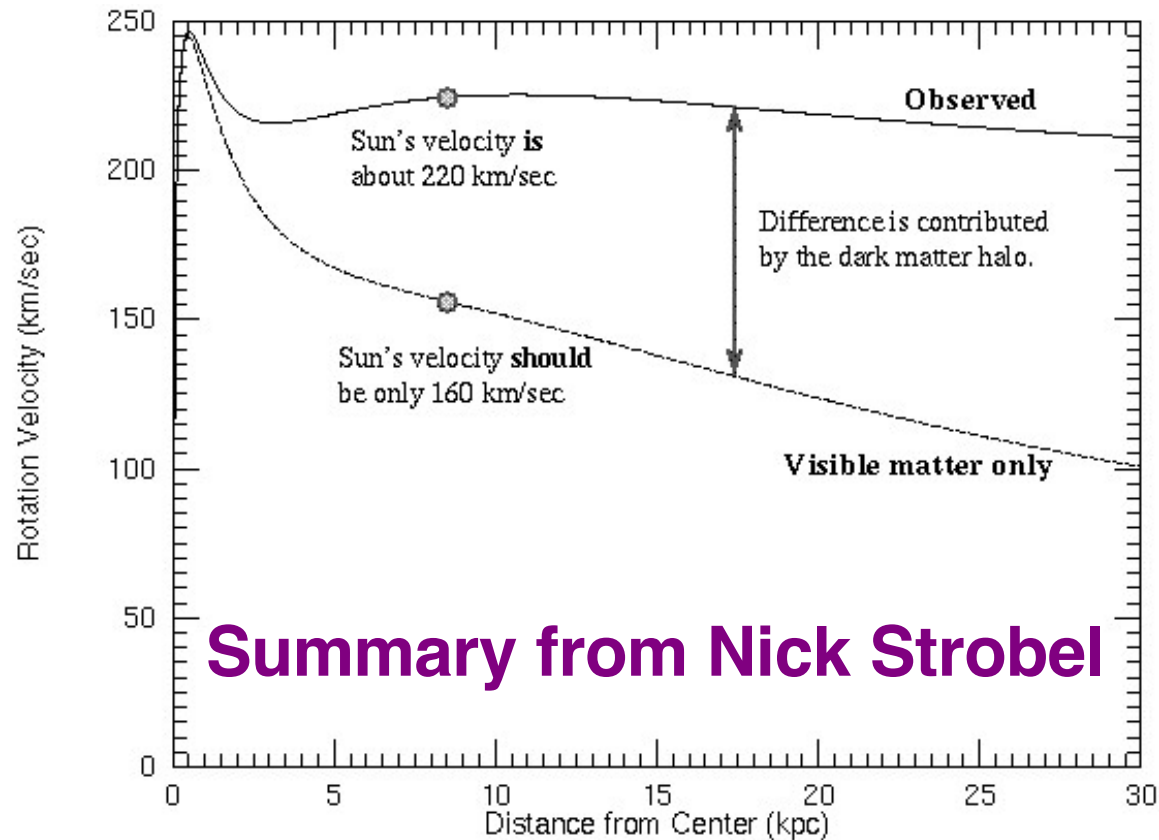 250
200
150
100
50
0
Rotation Velocity (km/sec)
Observed
Sun's velocity is
about 220 km/sec
Difference is contributed
by the dark matter halo.
Sun's velocity should
be only 160 km/sec
Visible matter only
Summary from Nick Strobel
0 5 10 15 20 25 30
Distance from Center (kpc)